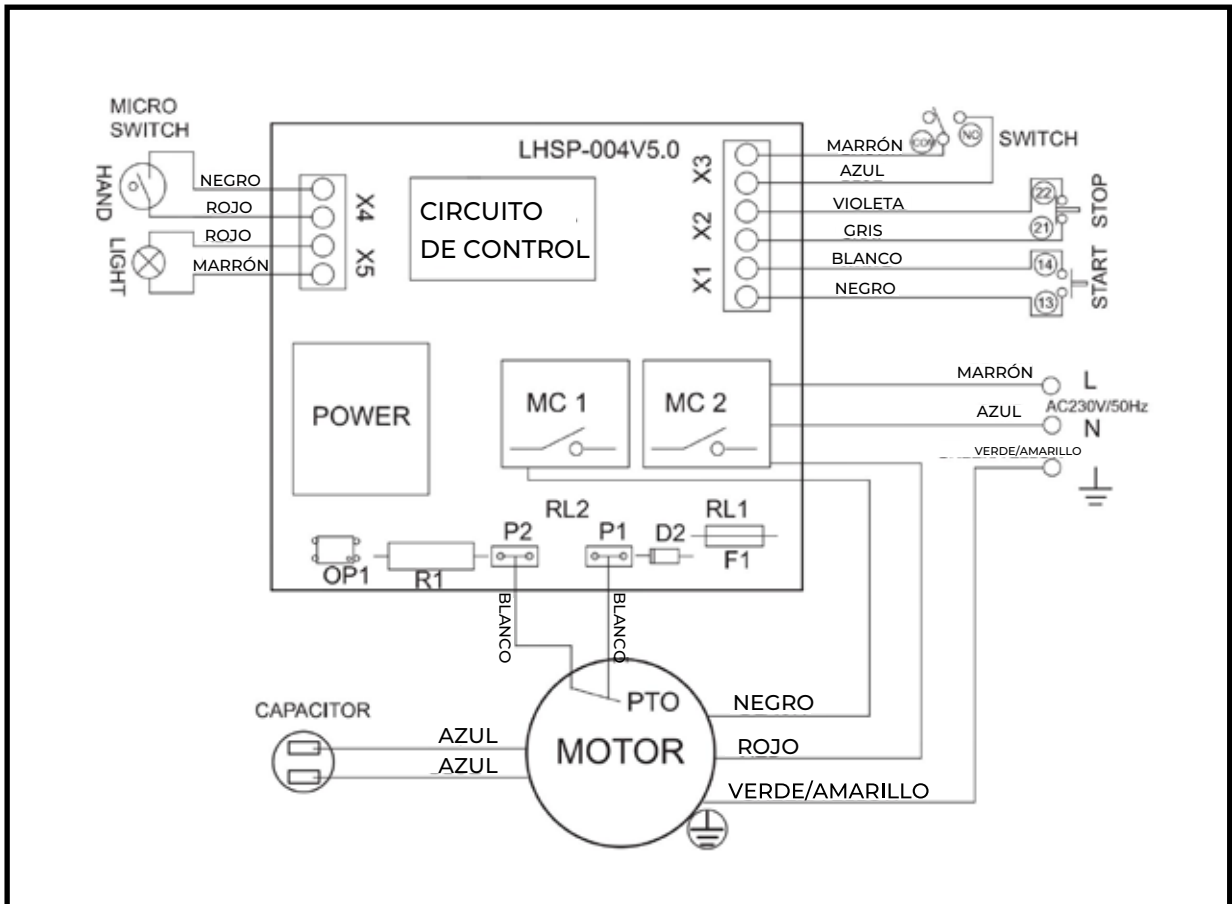 MICRO
SWITCH
HAND
NEGRO
ROJO
X4
ROJO
LIGHT
MARRÓN
X5
LHSP-004V5.0
CIRCUITO
DE CONTROL
X3
MARRÓN
COM
NO
SWITCH
AZUL
X2
VIOLETA
22
STOP
GRIS
21
X1
BLANCO
14
START
NEGRO
13
POWER
MC 1
MC 2
MARRÓN
L
AC230V/50Hz
AZUL
N
VERDE/AMARILLO
RL2
RL1
P2
P1
D2
F1
OP1
R1
BLANCO
BLANCO
PTO
MOTOR
CAPACITOR
AZUL
AZUL
NEGRO
ROJO
VERDE/AMARILLO